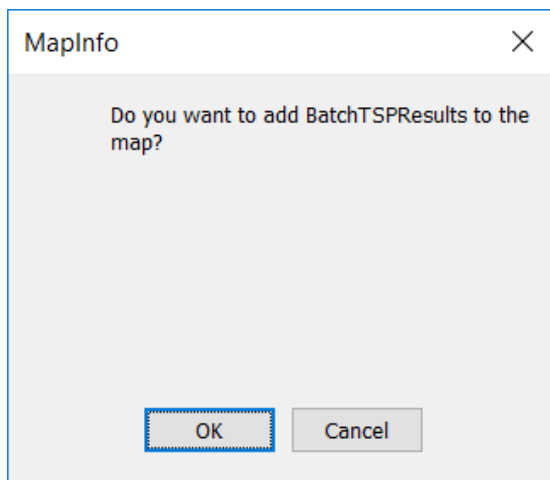 MapInfo
Do you want to add BatchTSPResults to the
map?
OK
Cancel